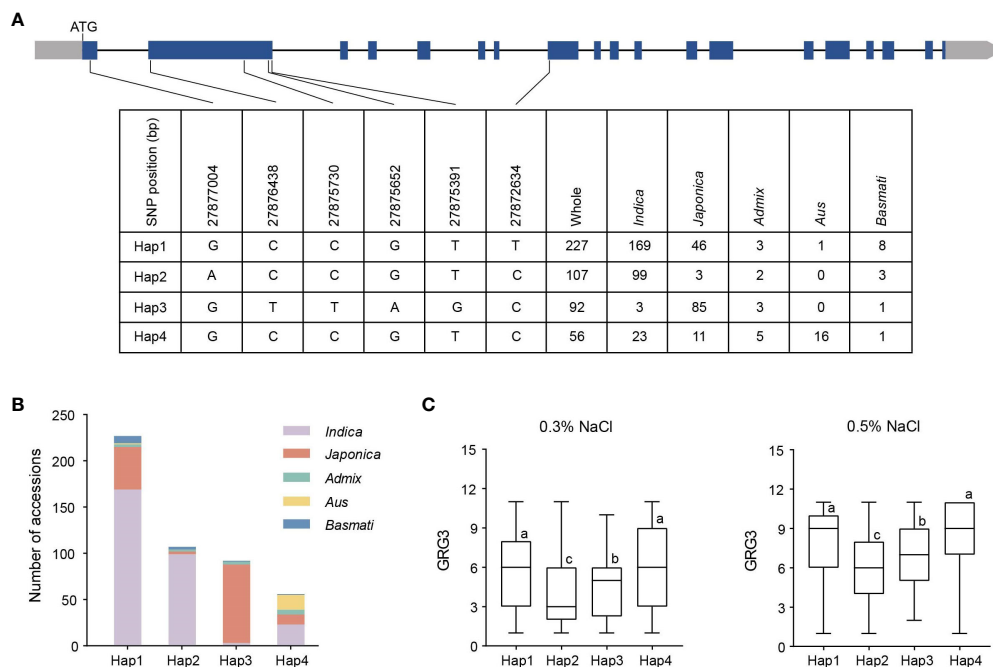 A
ATG
SNP position (bp) 27877004 27876438 27875730 27875652 27875391 27872634 Whole Indica Japonica Admix Aus Basmati
Hap1 G C C G T T 227 169 46 3 1 8
Hap2 A C C G T C 107 99 3 2 0 3
Hap3 G T T A G C 92 3 85 3 0 1
Hap4 G C C G T C 56 23 11 5 16 1
B
Number of accessions
250
200
150
100
50
0
Hap1 Hap2 Hap3 Hap4
Indica
Japonica
Admix
Aus
Basmati
C
0.3% NaCl
GRG3
15
12
9
6
3
0
a c b a
Hap1 Hap2 Hap3 Hap4
0.5% NaCl
GRG3
15
12
9
6
3
0
a c b a
Hap1 Hap2 Hap3 Hap4